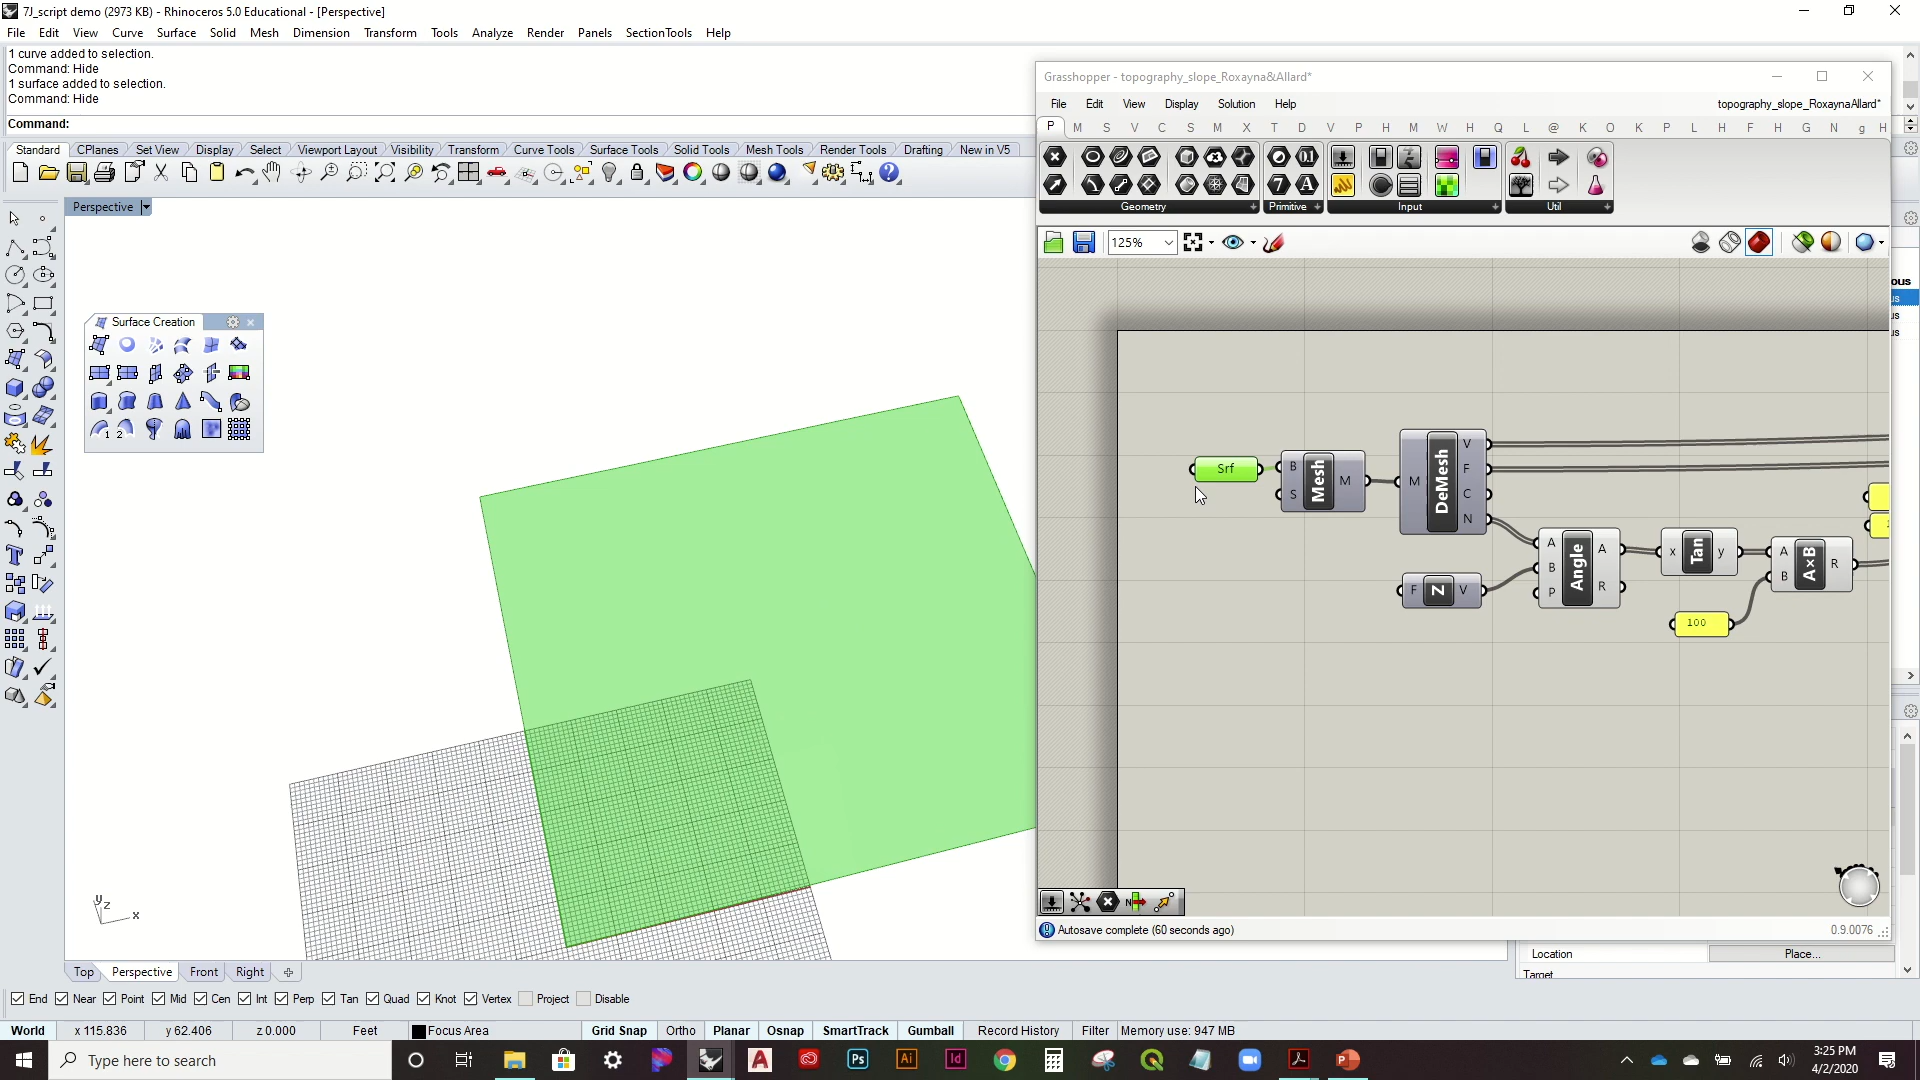 7J_script demo (2973 KB) - Rhinoceros 5.0 Educational - [Perspective]
File Edit View Curve Surface Solid Mesh Dimension Transform Tools Analyze Render Panels SectionTools Help
1 curve added to selection.
Command: Hide
1 surface added to selection.
Command: Hide
Command:
Standard CPlanes Set View Display Select Viewport Layout Visibility Transform Curve Tools Surface Tools Solid Tools Mesh Tools Render Tools Drafting New in V5
Perspective
Surface Creation
1 2
y z x
Grasshopper - topography_slope_Roxayna&Allard*
File Edit View Display Solution Help topography_slope_RoxaynaAllard*
P M S V C S M X T D V P H M W H Q L @ K O K P L H F H G N g H
Geometry Primitive Input Util
125%
ous
us
us
us
Srf B S Mesh M M DeMesh V F C N
F Z V A B P Angle A R x Tan y A B A×B R
100
Autosave complete (60 seconds ago) 0.9.0076
Location Place...
Target
Top Perspective Front Right
End Near Point Mid Cen Int Perp Tan Quad Knot Vertex Project Disable
World x 115.836 y 62.406 z 0.000 Feet Focus Area Grid Snap Ortho Planar Osnap SmartTrack Gumball Record History Filter Memory use: 947 MB
Type here to search
3:25 PM
4/2/2020